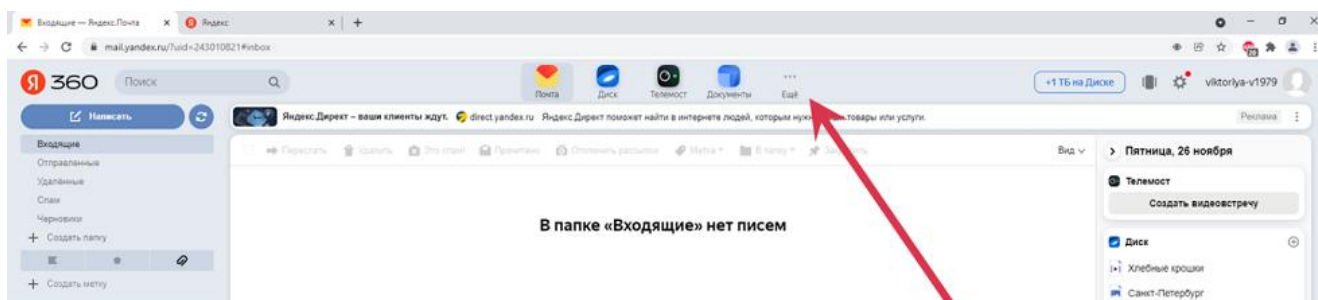 Входящие — Яндекс.Почта
Яндекс
mail.yandex.ru/?uid=243010821#inbox
Я 360
Поиск
Почта
Диск
Телемост
Документы
Ещё
+1 ТБ на Диске
viktoriya-v1979
Написать
Яндекс.Директ – ваши клиенты ждут. direct.yandex.ru Яндекс.Директ поможет найти в интернете людей, которым товары или услуги.
Реклама
Входящие
Отправленные
Удалённые
Спам
Черновики
Создать папку
Создать метку
Переслать
Удалить
Это спам!
Прочитано
Отключить рассылки
Метка
В папку
Вид
В папке «Входящие» нет писем
Пятница, 26 ноября
Телемост
Создать видеовстречу
Диск
Хлебные крошки
Санкт-Петербург